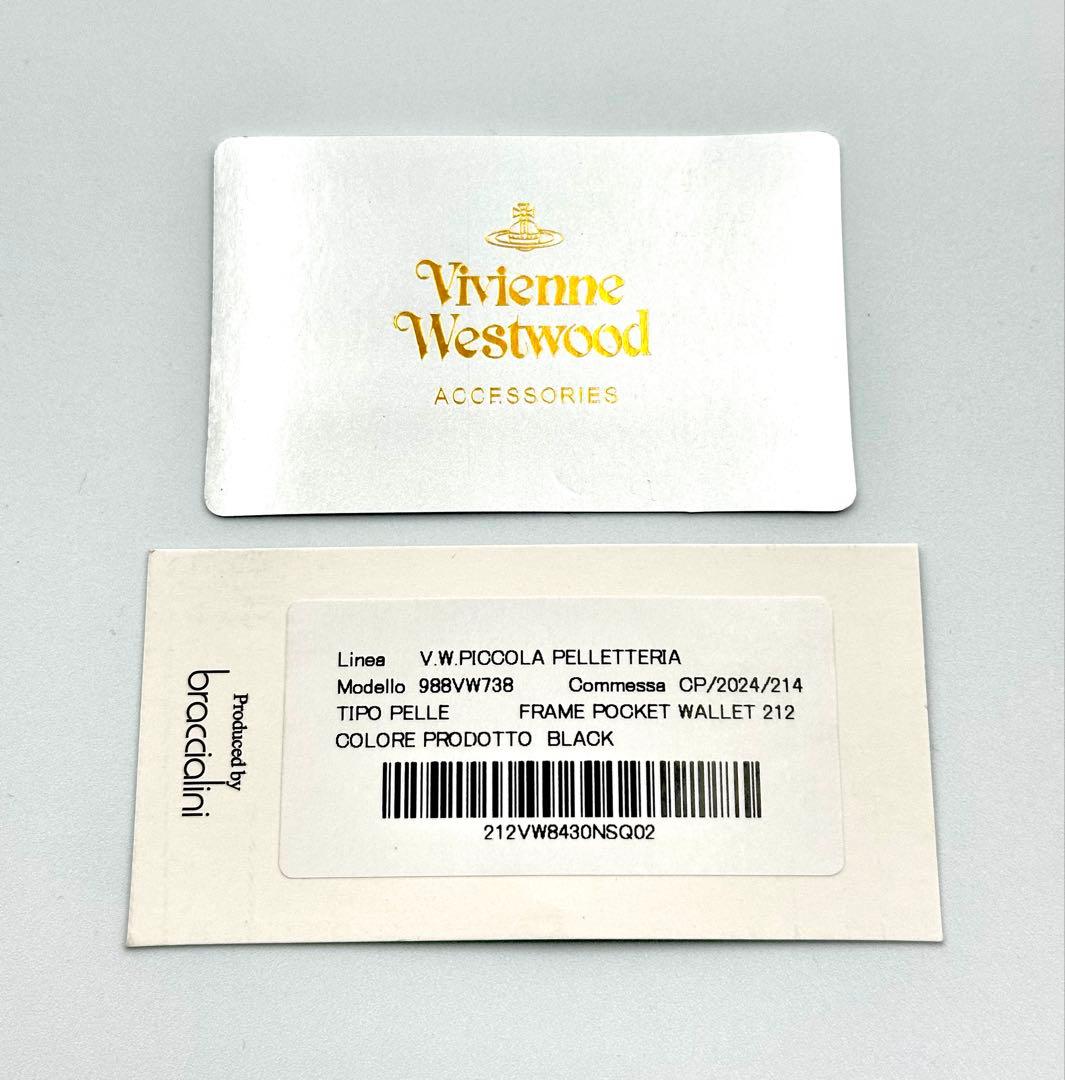 Vivienne
Westwood
ACCESSORIES
Produced by
braccialini
Linea V.W.PICCOLA PELLETTERIA
Modello 988VW738 Commessa CP/2024/214
TIPO PELLE FRAME POCKET WALLET 212
COLORE PRODOTTO BLACK
212VW8430NSQ02